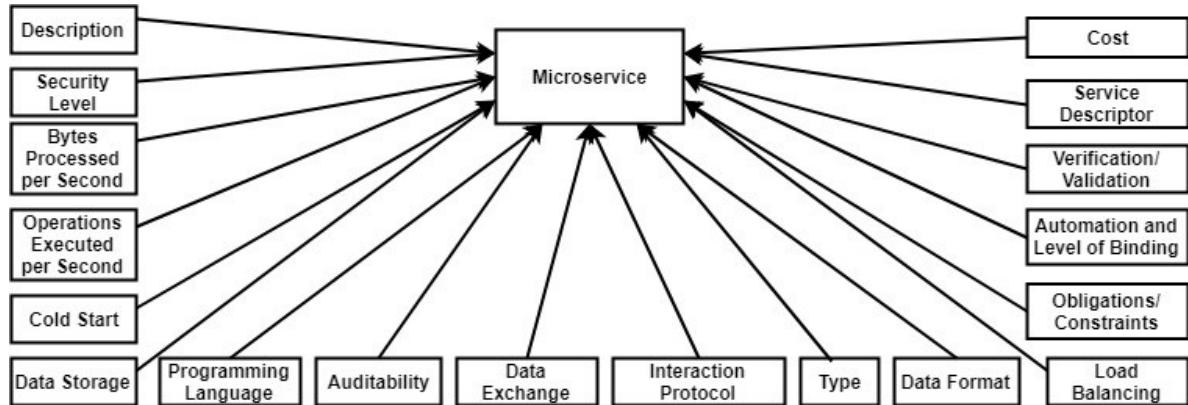 Description
Security
Level
Bytes
Processed
per Second
Operations
Executed
per Second
Cold Start
Data Storage
Programming
Language
Auditability
Data
Exchange
Interaction
Protocol
Type
Data Format
Load
Balancing
Obligations/
Constraints
Automation and
Level of Binding
Verification/
Validation
Service
Descriptor
Cost
Microservice